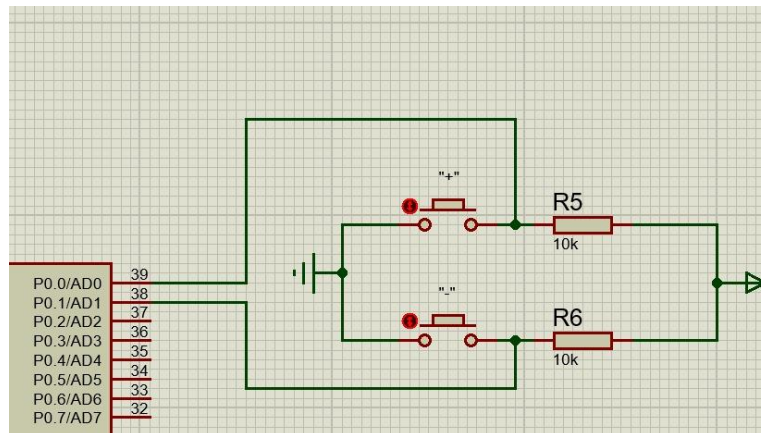 "+"
R5
10k
"-"
R6
10k
P0.0/AD0 39
P0.1/AD1 38
P0.2/AD2 37
P0.3/AD3 36
P0.4/AD4 35
P0.5/AD5 34
P0.6/AD6 33
P0.7/AD7 32